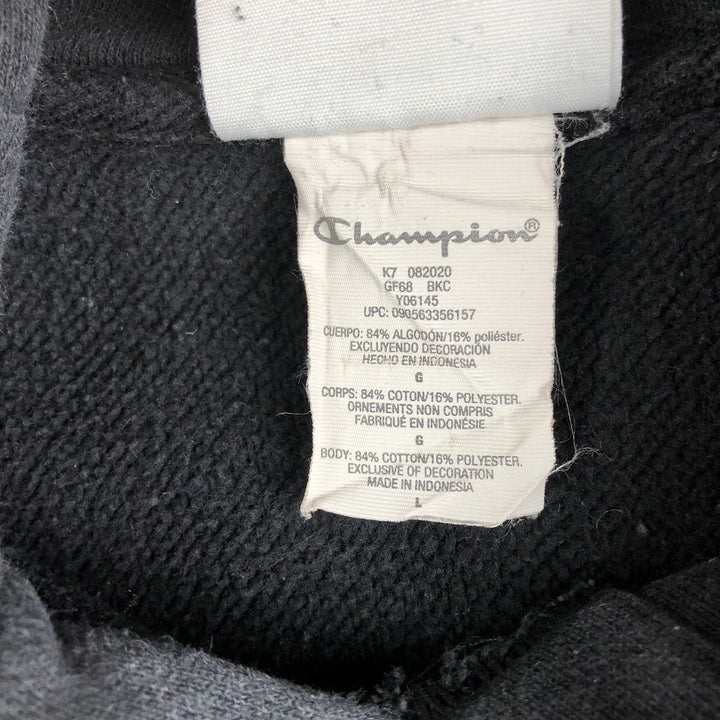 Champion®
K7 082020
GF68 BKC
Y06145
UPC: 090563356157
CUERPO: 84% ALGODÓN/16% poliéster.
EXCLUYENDO DECORACIÓN
HECHO EN INDONESIA
G
CORPS: 84% COTON/16% POLYESTER.
ORNEMENTS NON COMPRIS
FABRIQUÉ EN INDONÉSIE
G
BODY: 84% COTTON/16% POLYESTER.
EXCLUSIVE OF DECORATION
MADE IN INDONESIA
L